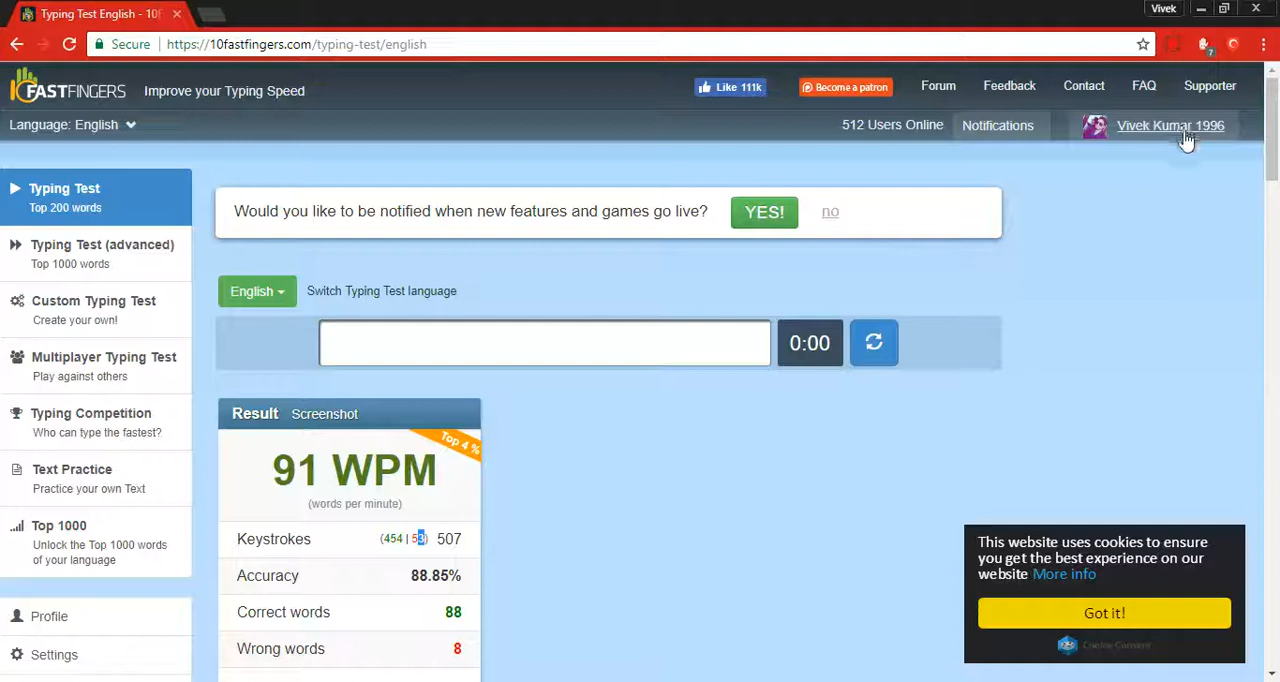 Typing Test English - 10F
Vivek
Secure
https://10fastfingers.com/typing-test/english
7
10FASTFINGERS
Improve your Typing Speed
Like 111k
Become a patron
Forum
Feedback
Contact
FAQ
Supporter
Language: English
512 Users Online
Notifications
Vivek Kumar 1996
Typing Test
Top 200 words
Typing Test (advanced)
Top 1000 words
Custom Typing Test
Create your own!
Multiplayer Typing Test
Play against others
Typing Competition
Who can type the fastest?
Text Practice
Practice your own Text
Top 1000
Unlock the Top 1000 words
of your language
Profile
Settings
Would you like to be notified when new features and games go live?
YES!
no
English
Switch Typing Test language
0:00
Result Screenshot
Top 4 %
91 WPM
(words per minute)
Keystrokes (454 | 53) 507
Accuracy 88.85%
Correct words 88
Wrong words 8
This website uses cookies to ensure
you get the best experience on our
website More info
Got it!
Cookie Consent